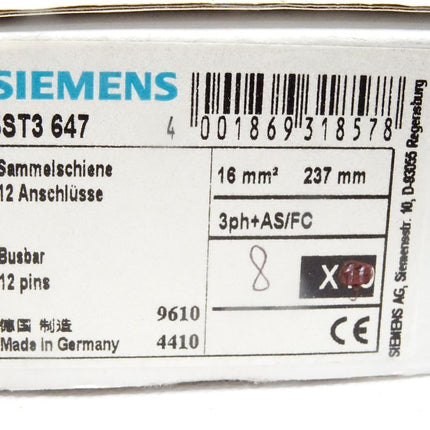 SIEMENS
5ST3 647
4 001869 318578
Sammelschiene
12 Anschlüsse
16 mm² 237 mm
3ph+AS/FC
Busbar
12 pins
8
X10
德国 制造
Made in Germany
9610
4410
CE
SIEMENS AG, Siemensstr. 10, D-93055 Regensburg